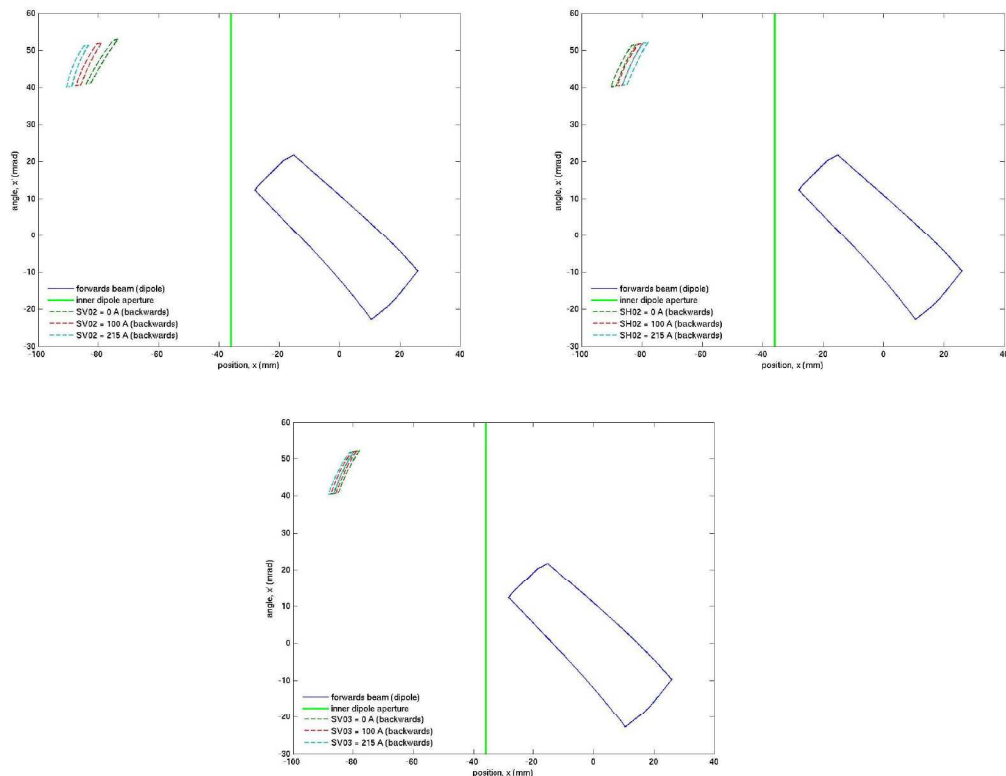 60
50
40
30
20
10
0
-10
-20
-30
angle, x' (mrad)
forwards beam (dipole)
inner dipole aperture
SV02 = 0 A (backwards)
SV02 = 100 A (backwards)
SV02 = 215 A (backwards)
-100 -80 -60 -40 -20 0 20 40
position, x (mm)
60
50
40
30
20
10
0
-10
-20
-30
angle, x' (mrad)
forwards beam (dipole)
inner dipole aperture
SH02 = 0 A (backwards)
SH02 = 100 A (backwards)
SH02 = 215 A (backwards)
-100 -80 -60 -40 -20 0 20 40
position, x (mm)
60
50
40
30
20
10
0
-10
-20
-30
angle, x' (mrad)
forwards beam (dipole)
inner dipole aperture
SV03 = 0 A (backwards)
SV03 = 100 A (backwards)
SV03 = 215 A (backwards)
-100 -80 -60 -40 -20 0 20 40
position, x (mm)